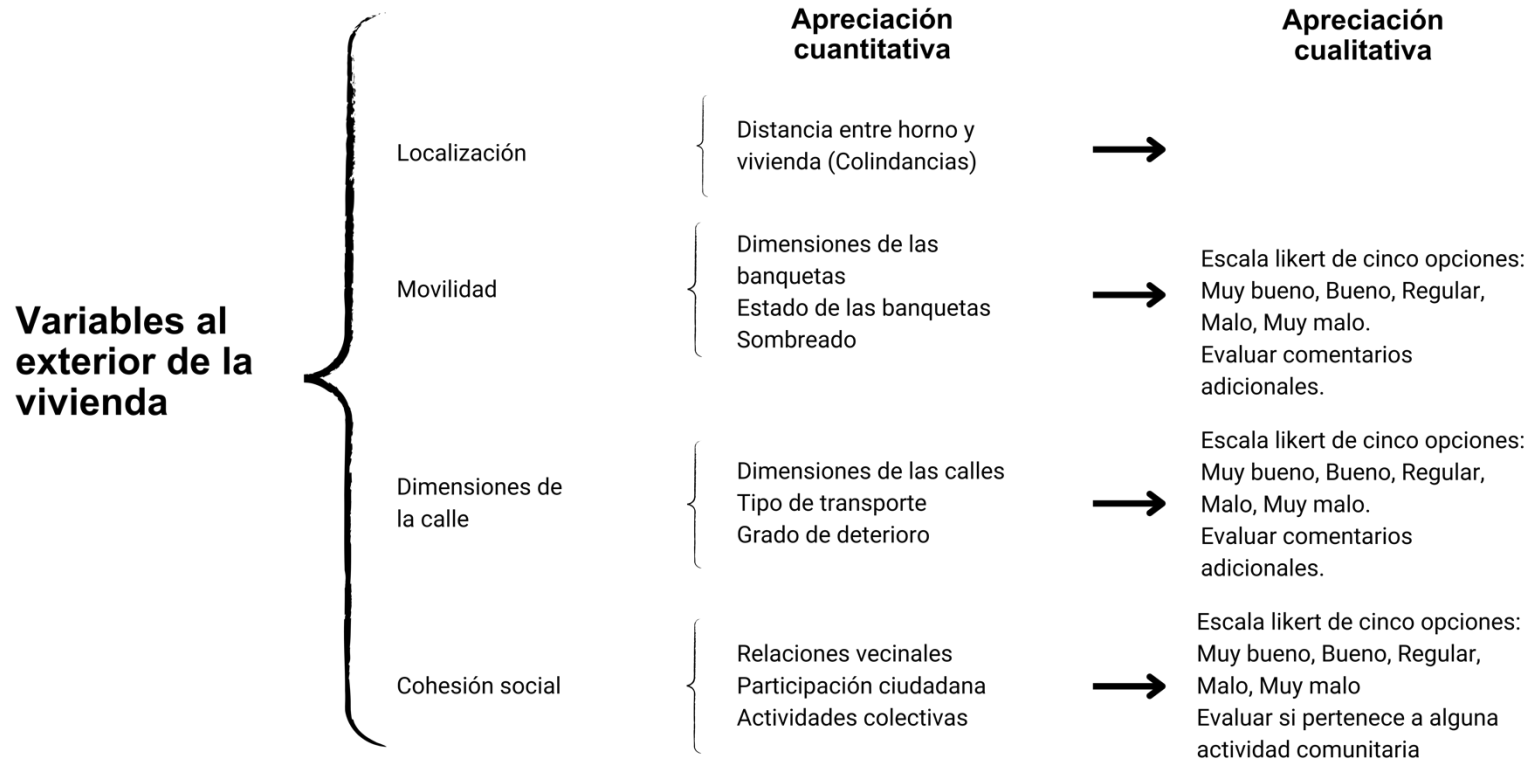 Variables al
exterior de la
vivienda
Apreciación
cuantitativa
Apreciación
cualitativa
Localización
Distancia entre horno y
vivienda (Colindancias)
Movilidad
Dimensiones de las
banquetas
Estado de las banquetas
Sombreado
Escala likert de cinco opciones:
Muy bueno, Bueno, Regular,
Malo, Muy malo.
Evaluar comentarios
adicionales.
Dimensiones de
la calle
Dimensiones de las calles
Tipo de transporte
Grado de deterioro
Escala likert de cinco opciones:
Muy bueno, Bueno, Regular,
Malo, Muy malo.
Evaluar comentarios
adicionales.
Cohesión social
Relaciones vecinales
Participación ciudadana
Actividades colectivas
Escala likert de cinco opciones:
Muy bueno, Bueno, Regular,
Malo, Muy malo
Evaluar si pertenece a alguna
actividad comunitaria